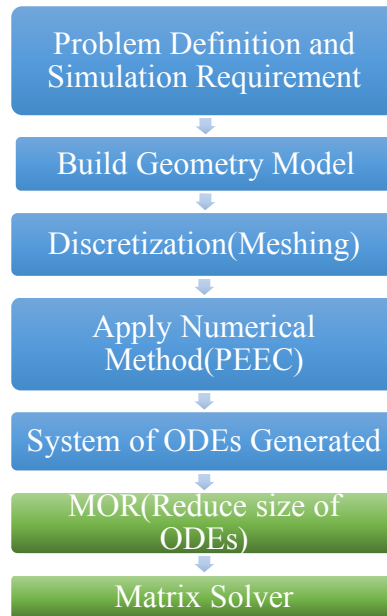 Problem Definition and
Simulation Requirement
Build Geometry Model
Discretization(Meshing)
Apply Numerical
Method(PEEC)
System of ODEs Generated
MOR(Reduce size of
ODEs)
Matrix Solver